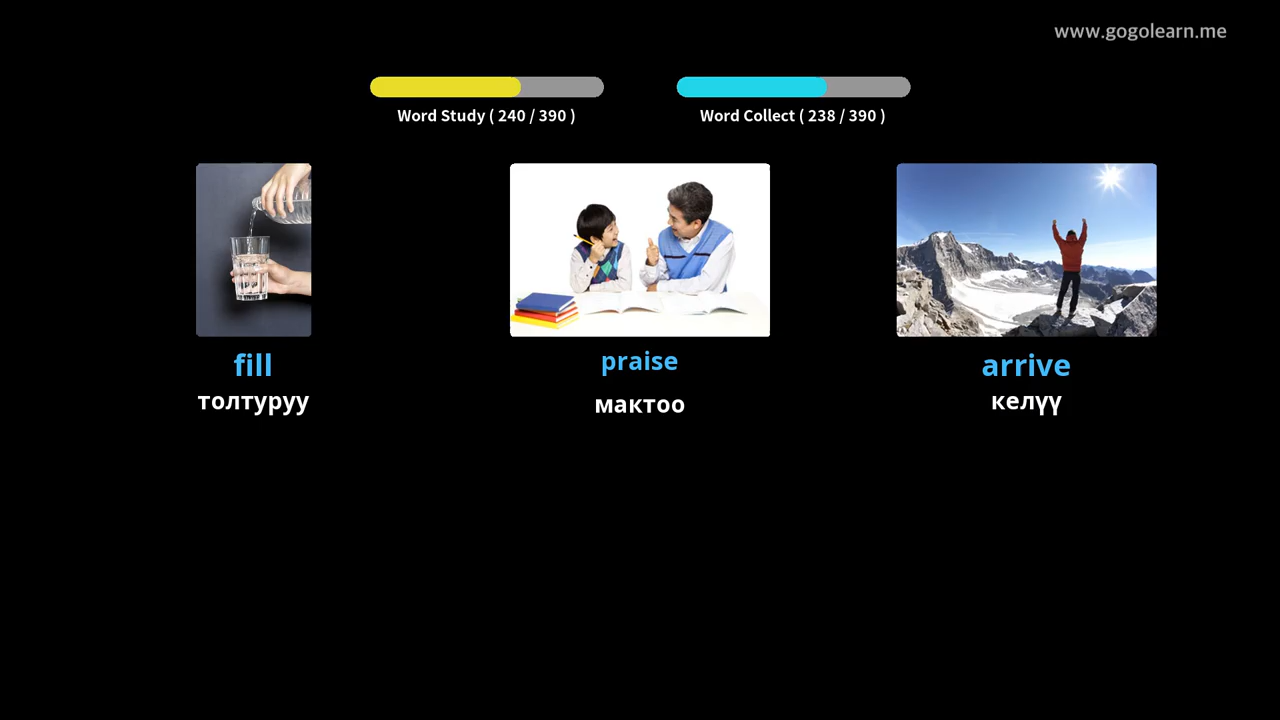 www.gogolearn.me
Word Study ( 240 / 390 )
Word Collect ( 238 / 390 )
fill
толтуруу
praise
мактоо
arrive
келүү